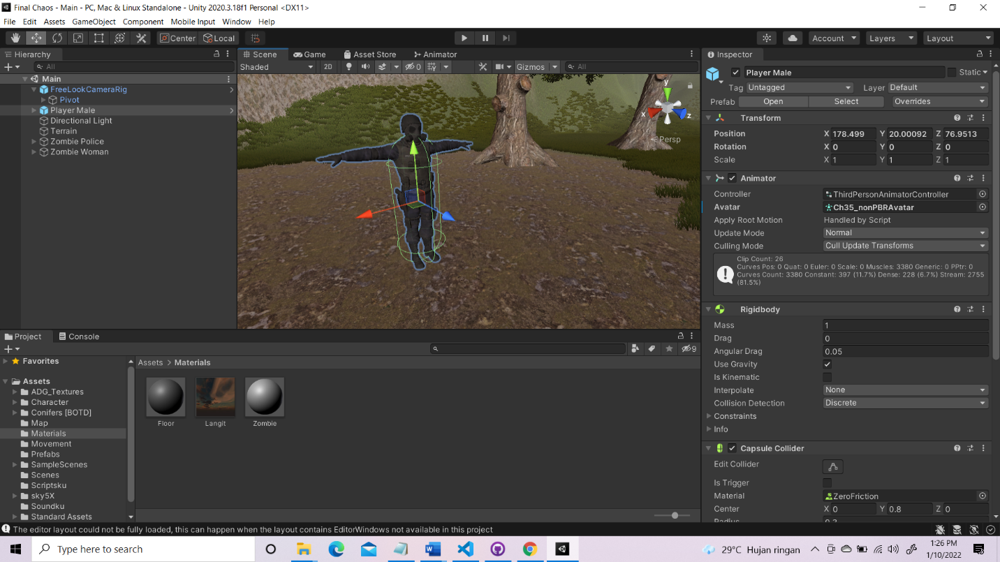 Final Chaos - Main - PC, Mac & Linux Standalone - Unity 2020.3.18f1 Personal <DX11>
File Edit Assets GameObject Component Mobile Input Window Help
Center Local Account Layers Layout
Hierarchy
All
Main
FreeLookCameraRig
Pivot
Player Male
Directional Light
Terrain
Zombie Police
Zombie Woman
Scene Game Asset Store Animator
Shaded 2D 0 Gizmos All
y
x
z
Persp
Inspector
Player Male Static
Tag Untagged Layer Default
Prefab Open Select Overrides
Transform
Position X 178.499 Y 20.00092 Z 76.9513
Rotation X 0 Y 0 Z 0
Scale X 1 Y 1 Z 1
Animator
Controller ThirdPersonAnimatorController
Avatar Ch35_nonPBRAvatar
Apply Root Motion Handled by Script
Update Mode Normal
Culling Mode Cull Update Transforms
Clip Count: 26
Curves Pos: 0 Quat: 0 Euler: 0 Scale: 0 Muscles: 3380 Generic: 0 PPtr: 0
Curves Count: 3380 Constant: 397 (11.7%) Dense: 228 (6.7%) Stream: 2755
(81.5%)
Rigidbody
Mass 1
Drag 0
Angular Drag 0.05
Use Gravity
Is Kinematic
Interpolate None
Collision Detection Discrete
Constraints
Info
Capsule Collider
Edit Collider
Is Trigger
Material ZeroFriction
Center X 0 Y 0.8 Z 0
Project Console
9
Favorites
Assets
ADG_Textures
Character
Conifers [BOTD]
Map
Materials
Movement
Prefabs
SampleScenes
Scenes
Scriptsku
sky5X
Soundku
Standard Assets
Assets > Materials
Floor Langit Zombie
The editor layout could not be fully loaded, this can happen when the layout contains EditorWindows not available in this project
Type here to search
29°C Hujan ringan
1:26 PM
1/10/2022